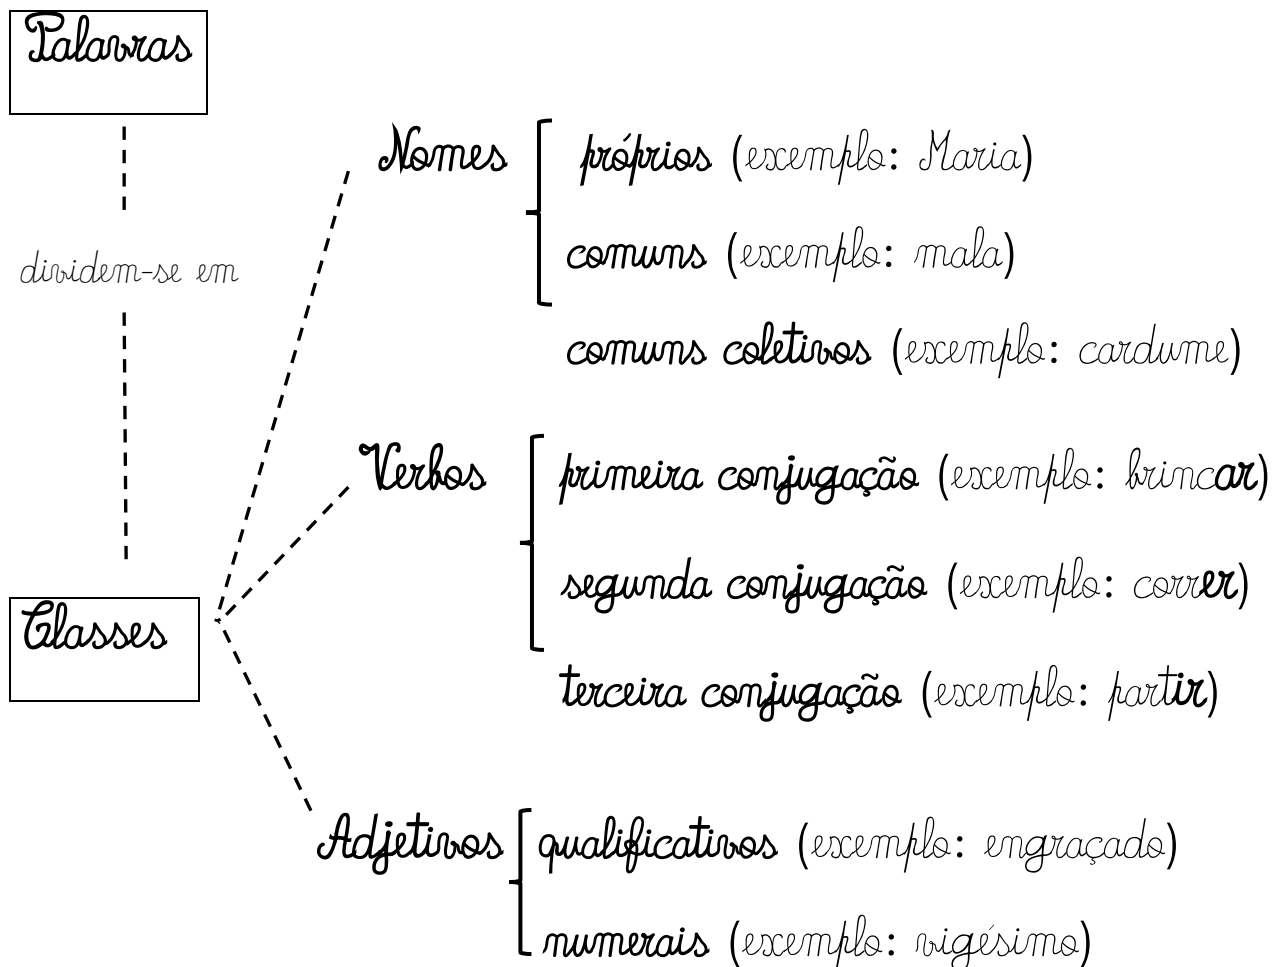 Palavras
dividem-se em
Classes
Nomes
próprios (exemplo: Maria)
comuns (exemplo: mala)
comuns coletivos (exemplo: cardume)
Verbos
primeira conjugação (exemplo: brincar)
segunda conjugação (exemplo: correr)
terceira conjugação (exemplo: partir)
Adjetivos
qualificativos (exemplo: engraçado)
numerais (exemplo: vigésimo)